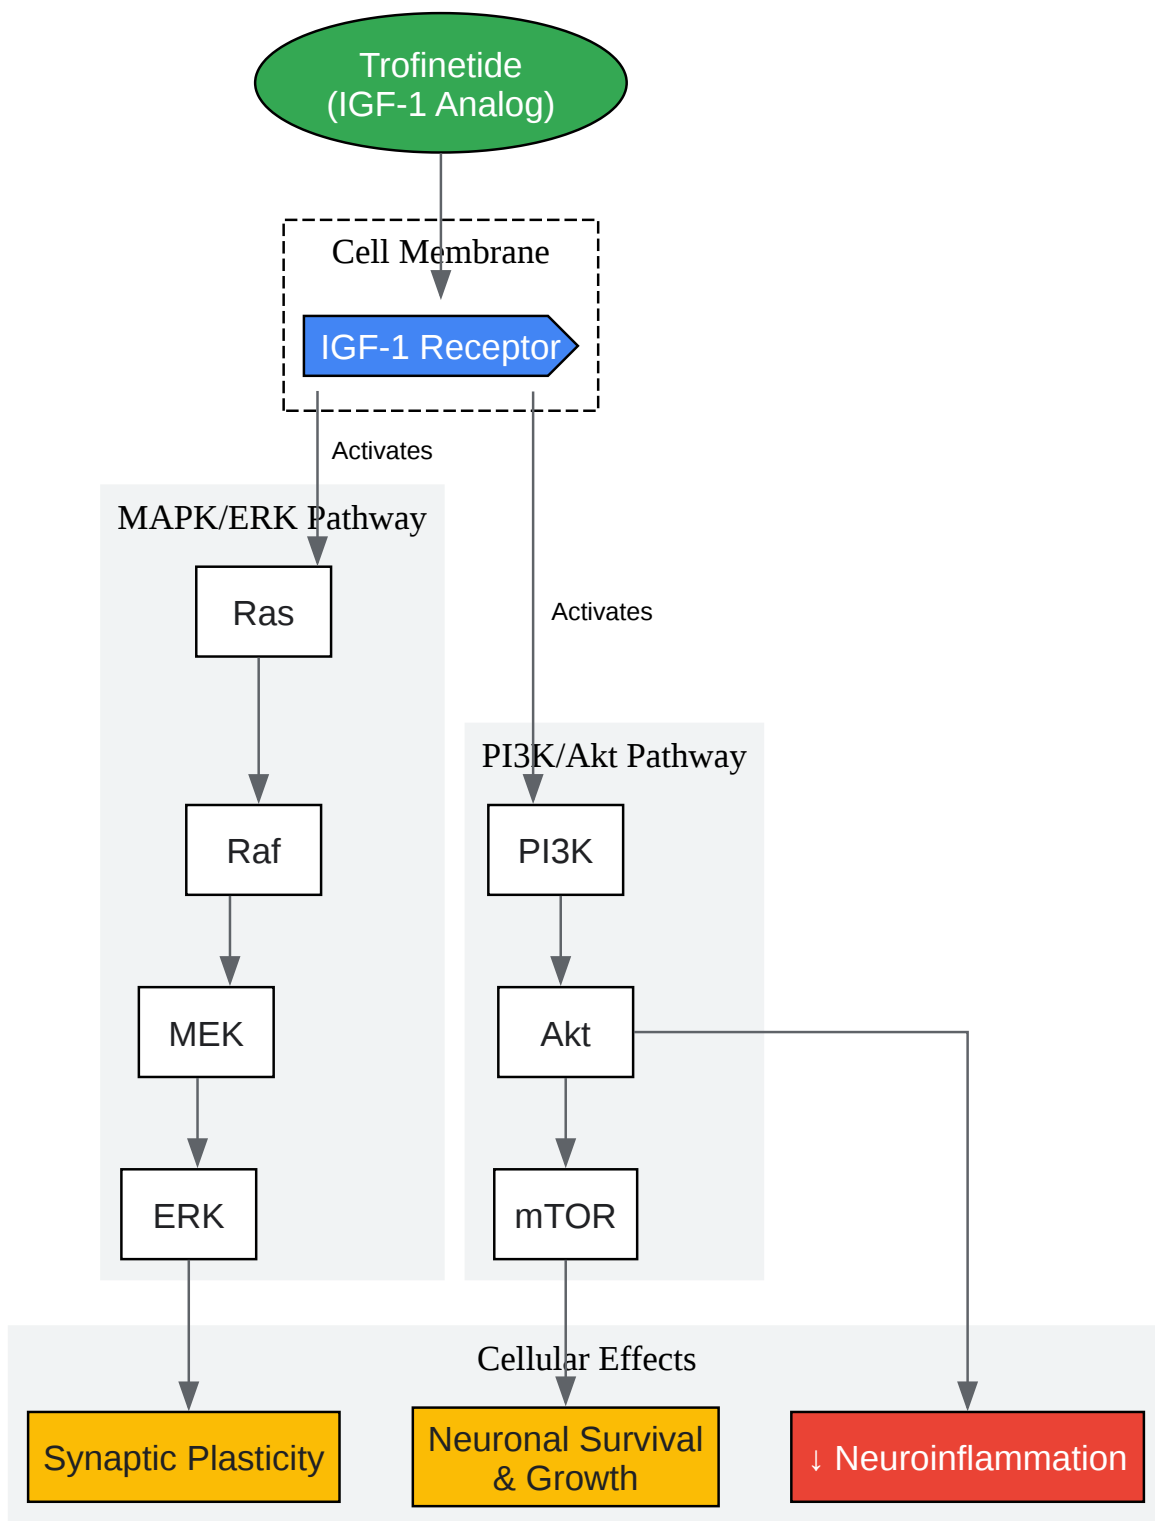 Trofinetide
(IGF-1 Analog)
Cell Membrane
IGF-1 Receptor
Activates
MAPK/ERK Pathway
Ras
Activates
PI3K/Akt Pathway
Raf
PI3K
MEK
Akt
ERK
mTOR
Cellular Effects
Synaptic Plasticity
Neuronal Survival
& Growth
↓ Neuroinflammation